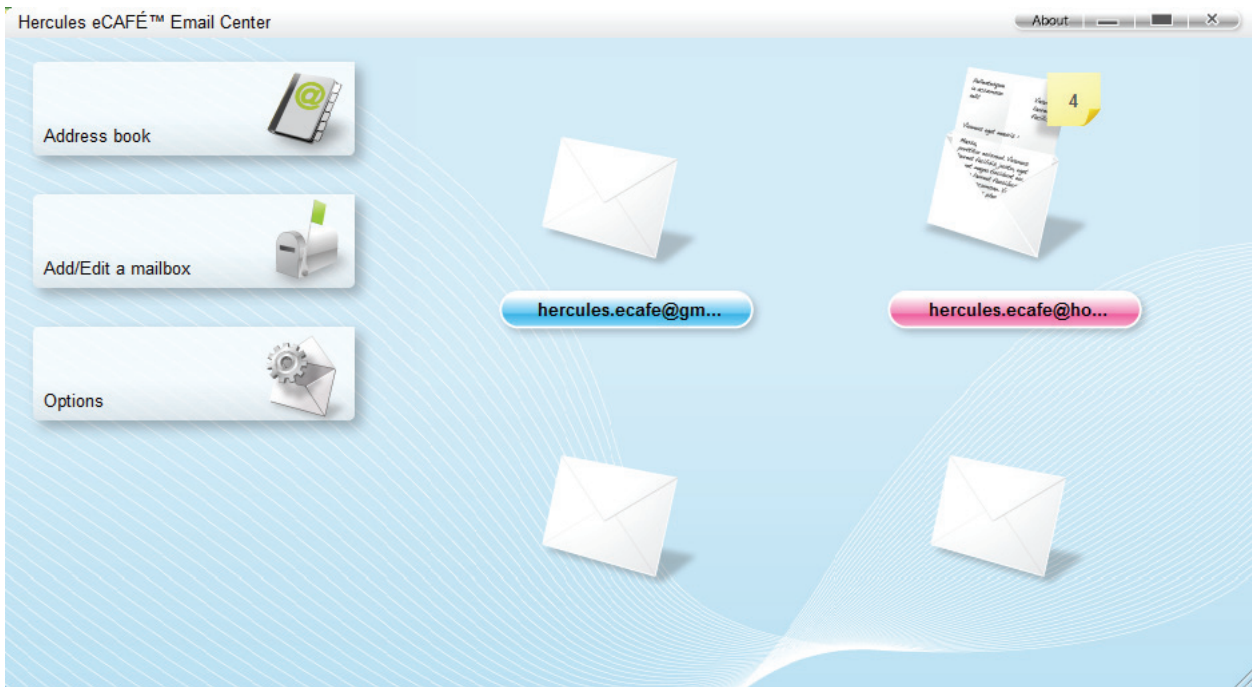 Hercules eCAFÉ™ Email Center
About
Address book
Add/Edit a mailbox
Options
4
hercules.ecafe@gm...
hercules.ecafe@ho...